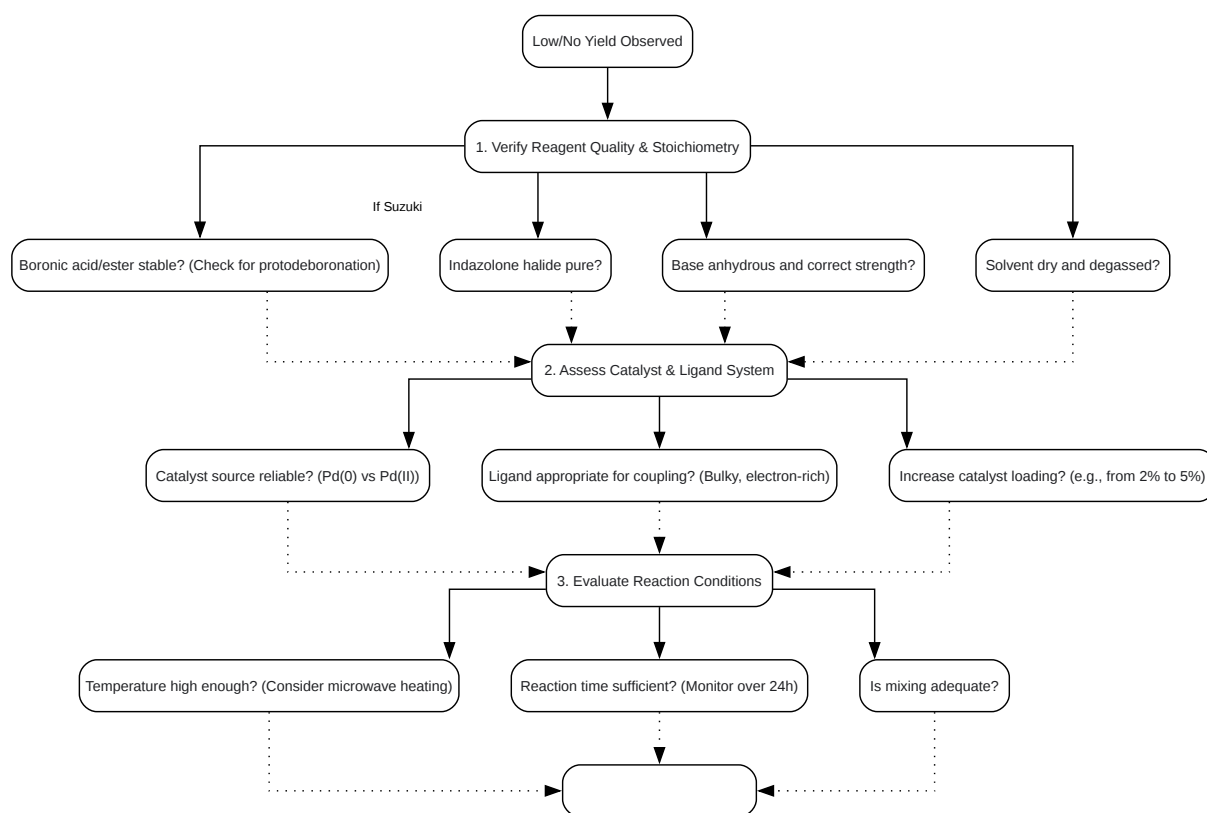 Low/No Yield Observed
1. Verify Reagent Quality & Stoichiometry
If Suzuki
Boronic acid/ester stable? (Check for protodeboronation)
Indazolone halide pure?
Base anhydrous and correct strength?
Solvent dry and degassed?
2. Assess Catalyst & Ligand System
Catalyst source reliable? (Pd(0) vs Pd(II))
Ligand appropriate for coupling? (Bulky, electron-rich)
Increase catalyst loading? (e.g., from 2% to 5%)
3. Evaluate Reaction Conditions
Temperature high enough? (Consider microwave heating)
Reaction time sufficient? (Monitor over 24h)
Is mixing adequate?